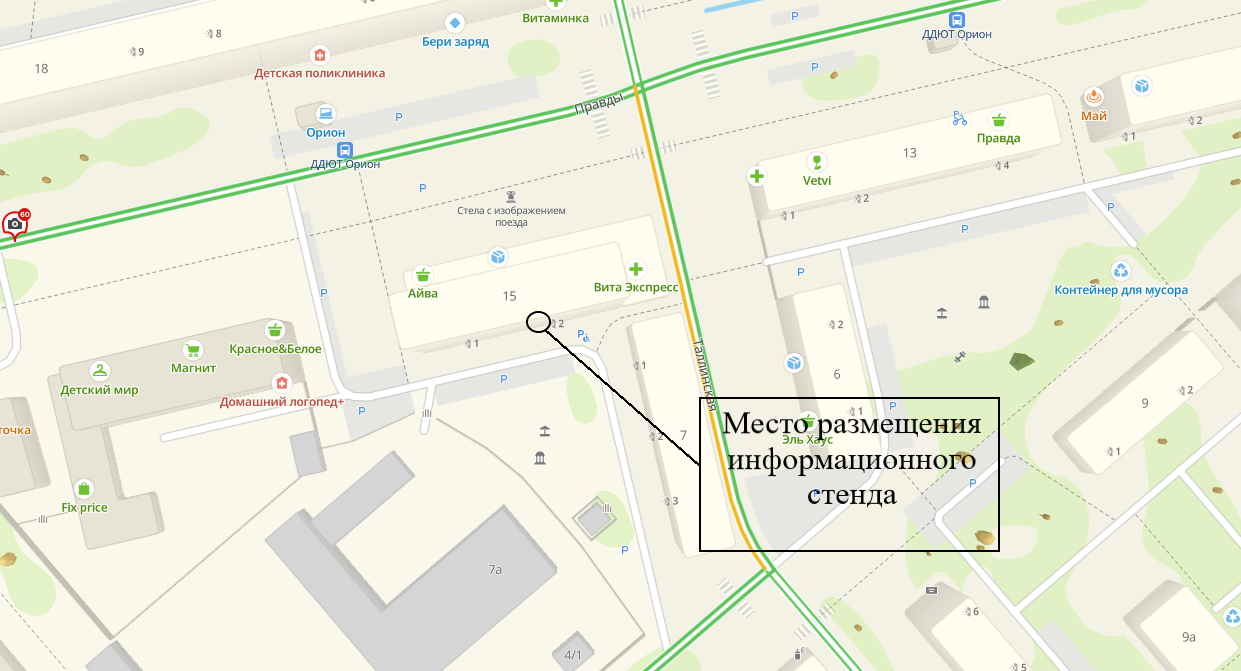 Витаминка
P
ДДЮТ Орион
8
9
Бери заряд
18
Детская поликлиника
P
Правды
P
Орион
ДДЮТ Орион
Май
1
2
13
Правда
60
P
Vetvi
4
2
1
P
Стела с изображением
поезда
P
P
P
Айва
15
Вита Экспресс
Контейнер для мусора
P
2
P
2
Красное&Белое
1
1
Магнит
Таллинская
6
2
P
Детский мир
Домашний логопед+
P
P
9
1
Место размещения
информационного
стенда
Эль Хаус
точка
7
2
1
P
Fix price
3
P
7а
6
9а
4/1
5